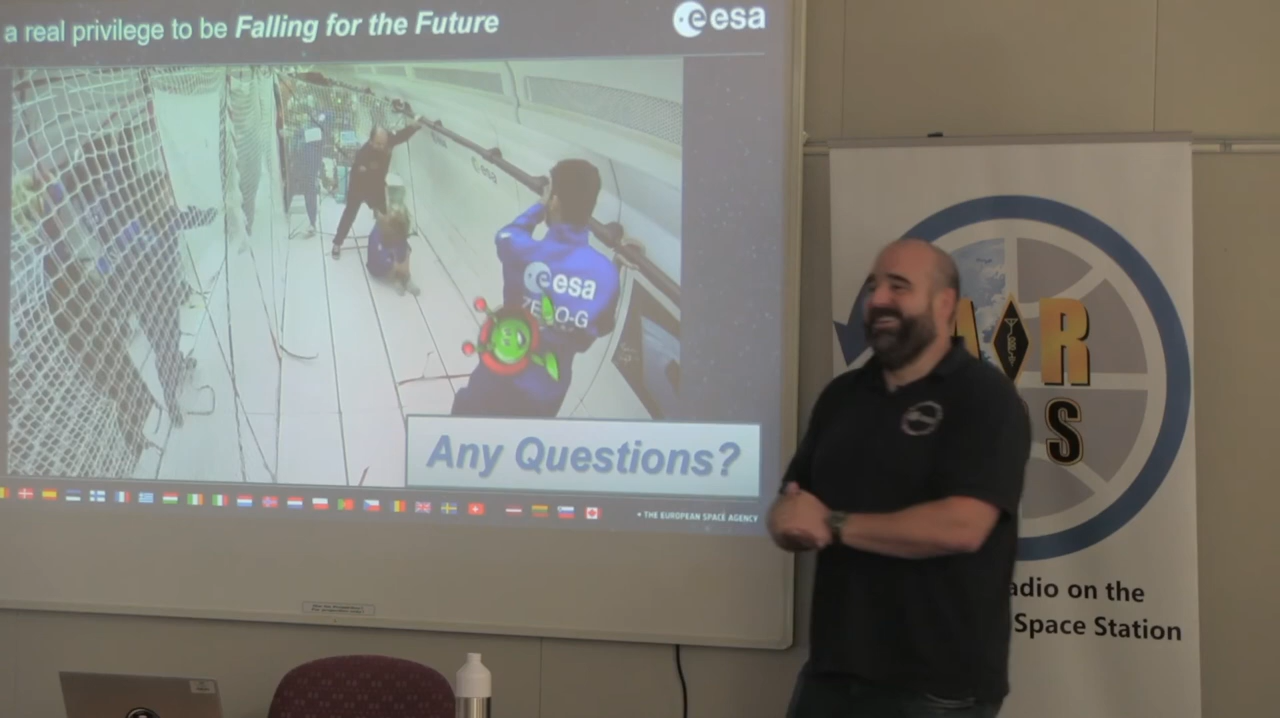 a real privilege to be Falling for the Future
esa
esa
esa
ZERO-G
Any Questions?
• THE EUROPEAN SPACE AGENCY
R
S
adio on the
Space Station